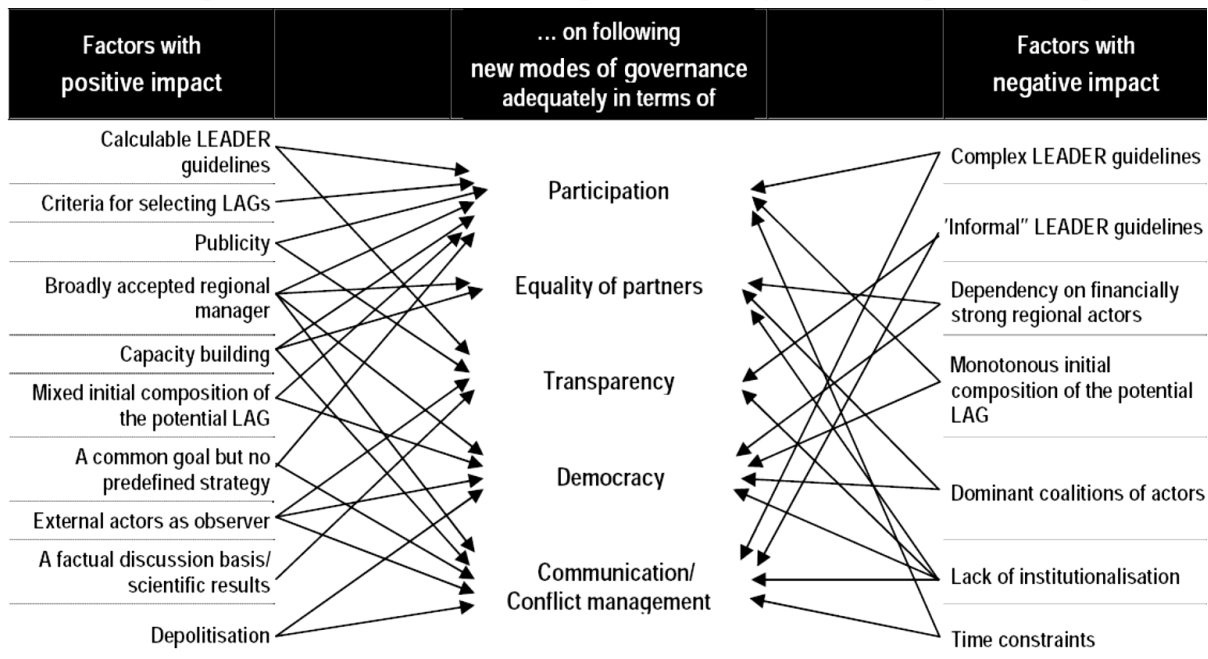 Factors with
positive impact
... on following
new modes of governance
adequately in terms of
Factors with
negative impact
Calculable LEADER
guidelines
Criteria for selecting LAGs
Publicity
Broadly accepted regional
manager
Capacity building
Mixed initial composition of
the potential LAG
A common goal but no
predefined strategy
External actors as observer
A factual discussion basis/
scientific results
Depolitisation
Participation
Equality of partners
Transparency
Democracy
Communication/
Conflict management
Complex LEADER guidelines
"Informal" LEADER guidelines
Dependency on financially
strong regional actors
Monotonous initial
composition of the potential
LAG
Dominant coalitions of actors
Lack of institutionalisation
Time constraints